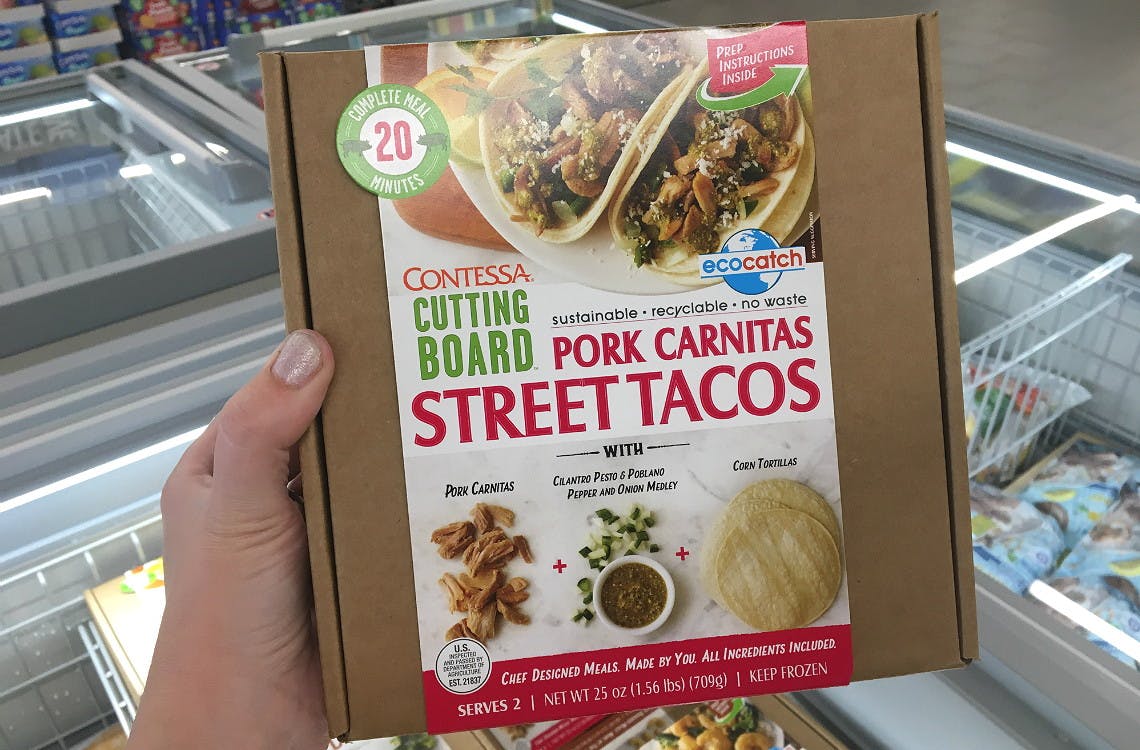 PREP
INSTRUCTIONS
INSIDE
COMPLETE MEAL
20
MINUTES
ecocatch
CONTESSA®
CUTTING
BOARD™
sustainable • recyclable • no waste
PORK CARNITAS
STREET TACOS
WITH
PORK CARNITAS
CILANTRO PESTO & POBLANO
PEPPER AND ONION MEDLEY
CORN TORTILLAS
+
+
U.S.
INSPECTED
AND PASSED BY
DEPARTMENT OF
AGRICULTURE
EST. 21837
CHEF DESIGNED MEALS. MADE BY YOU. ALL INGREDIENTS INCLUDED.
SERVES 2 | NET WT 25 oz (1.56 lbs) (709g) | KEEP FROZEN